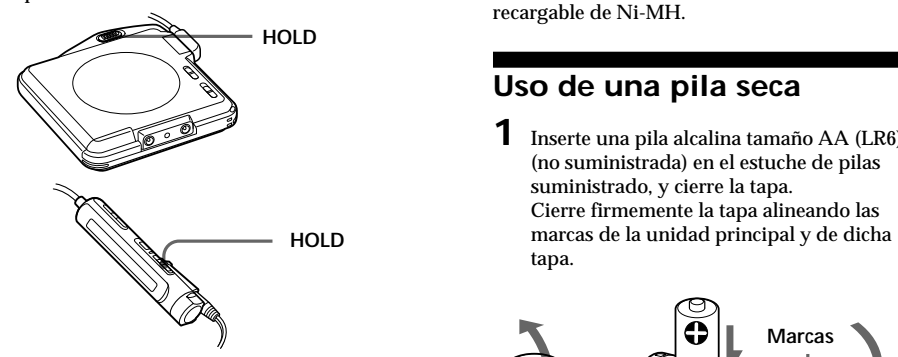 HOLD
HOLD
recargable de Ni-MH.
Uso de una pila seca
1 Inserte una pila alcalina tamaño AA (LR6)
(no suministrada) en el estuche de pilas
suministrado, y cierre la tapa.
Cierre firmemente la tapa alineando las
marcas de la unidad principal y de dicha
tapa.
Marcas